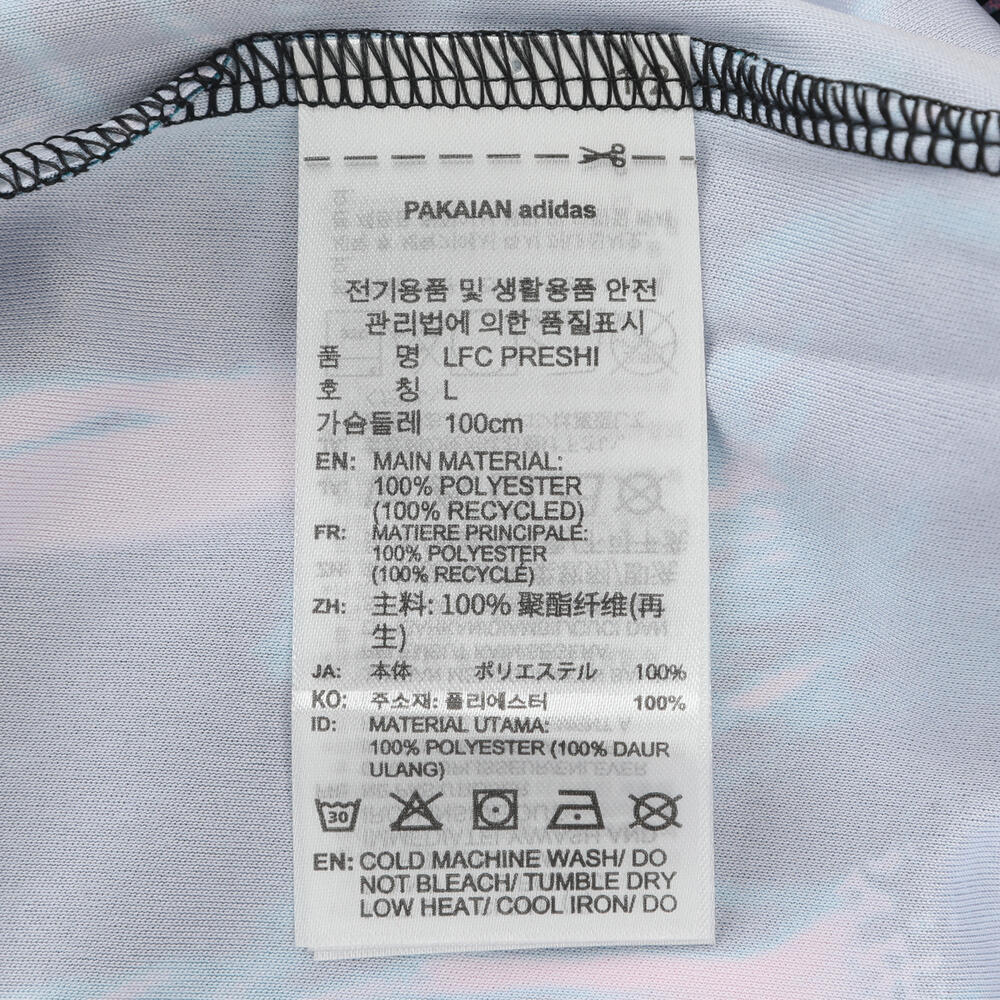 12
PAKAIAN adidas
전기용품 및 생활용품 안전
관리법에 의한 품질표시
품 명 LFC PRESHI
호 칭 L
가슴둘레 100cm
EN: MAIN MATERIAL:
100% POLYESTER
(100% RECYCLED)
FR: MATIERE PRINCIPALE:
100% POLYESTER
(100% RECYCLÉ)
ZH: 主料: 100% 聚酯纤维(再
生)
JA: 本体 ポリエステル 100%
KO: 주소재: 폴리에스터 100%
ID: MATERIAL UTAMA:
100% POLYESTER (100% DAUR
ULANG)
30
EN: COLD MACHINE WASH/ DO
NOT BLEACH/ TUMBLE DRY
LOW HEAT/ COOL IRON/ DO